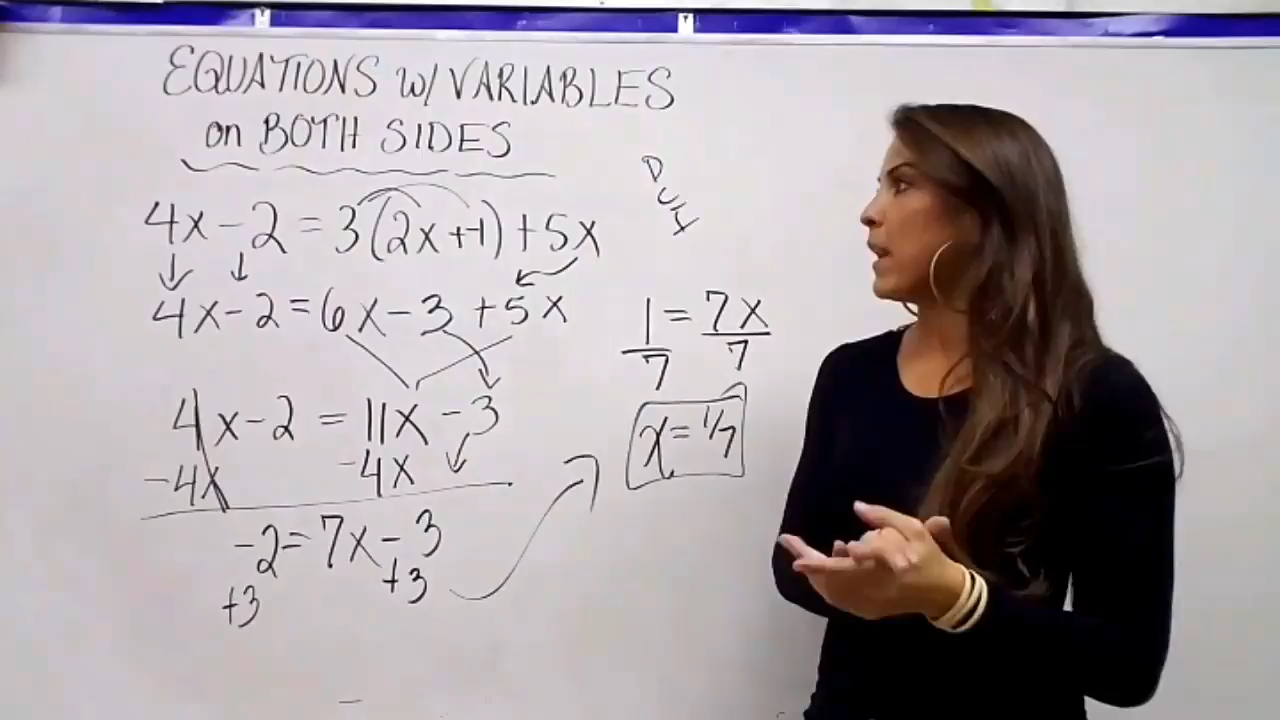 EQUATIONS w/ VARIABLES
on BOTH SIDES
4x - 2 = 3(2x + -1) + 5x
4x - 2 = 6x - 3 + 5x
4x - 2 = 11x - 3
-4x -4x
-2 = 7x - 3
+3 +3
1 = 7x
7 7
x = 1/7